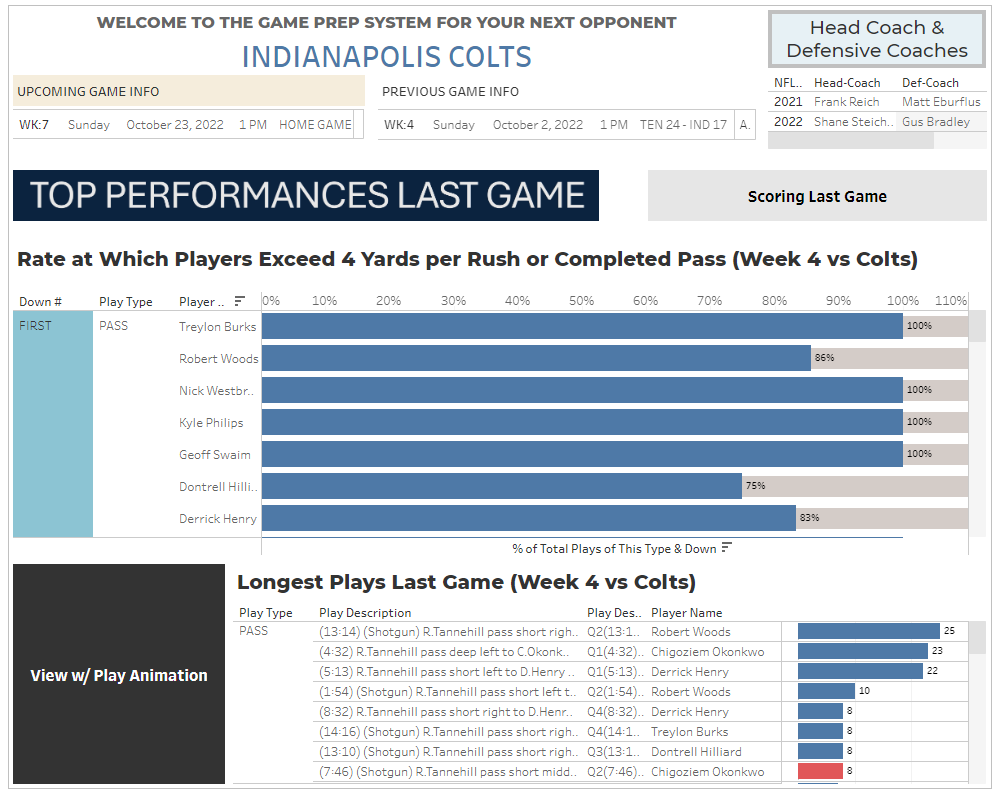 WELCOME TO THE GAME PREP SYSTEM FOR YOUR NEXT OPPONENT
INDIANAPOLIS COLTS
Head Coach &
Defensive Coaches
UPCOMING GAME INFO
WK:7 Sunday October 23, 2022 1 PM HOME GAME
PREVIOUS GAME INFO
WK:4 Sunday October 2, 2022 1 PM TEN 24 - IND 17 A.
NFL.. Head-Coach Def-Coach
2021 Frank Reich Matt Eburflus
2022 Shane Steich.. Gus Bradley
TOP PERFORMANCES LAST GAME
Scoring Last Game
Rate at Which Players Exceed 4 Yards per Rush or Completed Pass (Week 4 vs Colts)
Down # Play Type Player .. 0% 10% 20% 30% 40% 50% 60% 70% 80% 90% 100% 110%
FIRST PASS Treylon Burks 100%
Robert Woods 86%
Nick Westbr.. 100%
Kyle Philips 100%
Geoff Swaim 100%
Dontrell Hilli.. 75%
Derrick Henry 83%
% of Total Plays of This Type & Down
View w/ Play Animation
Longest Plays Last Game (Week 4 vs Colts)
Play Type Play Description Play Des.. Player Name
PASS (13:14) (Shotgun) R.Tannehill pass short righ.. Q2(13:1.. Robert Woods 25
(4:32) R.Tannehill pass deep left to C.Okonk.. Q1(4:32).. Chigoziem Okonkwo 23
(5:13) R.Tannehill pass short left to D.Henry .. Q1(5:13).. Derrick Henry 22
(1:54) (Shotgun) R.Tannehill pass short left t.. Q2(1:54).. Robert Woods 10
(8:32) R.Tannehill pass short right to D.Henr.. Q4(8:32).. Derrick Henry 8
(14:16) (Shotgun) R.Tannehill pass short righ.. Q4(14:1.. Treylon Burks 8
(13:10) (Shotgun) R.Tannehill pass short righ.. Q3(13:1.. Dontrell Hilliard 8
(7:46) (Shotgun) R.Tannehill pass short midd.. Q2(7:46).. Chigoziem Okonkwo 8